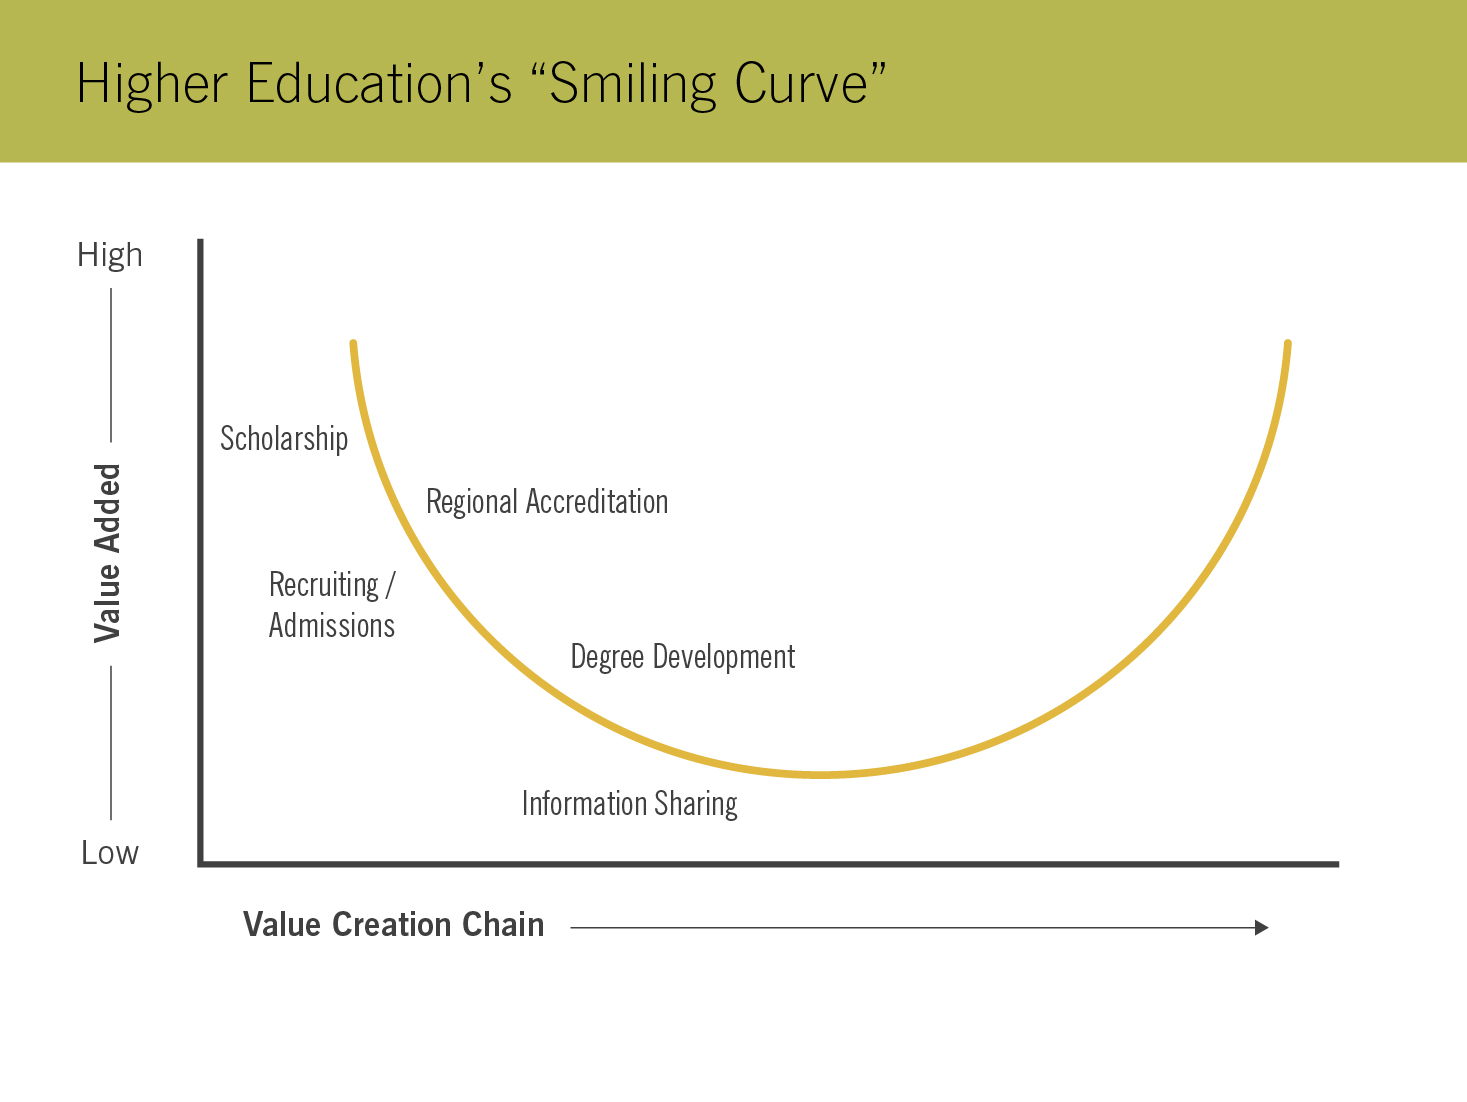 Higher Education’s “Smiling Curve”
High
Value Added
Low
Scholarship
Regional Accreditation
Recruiting /
Admissions
Degree Development
Information Sharing
Value Creation Chain